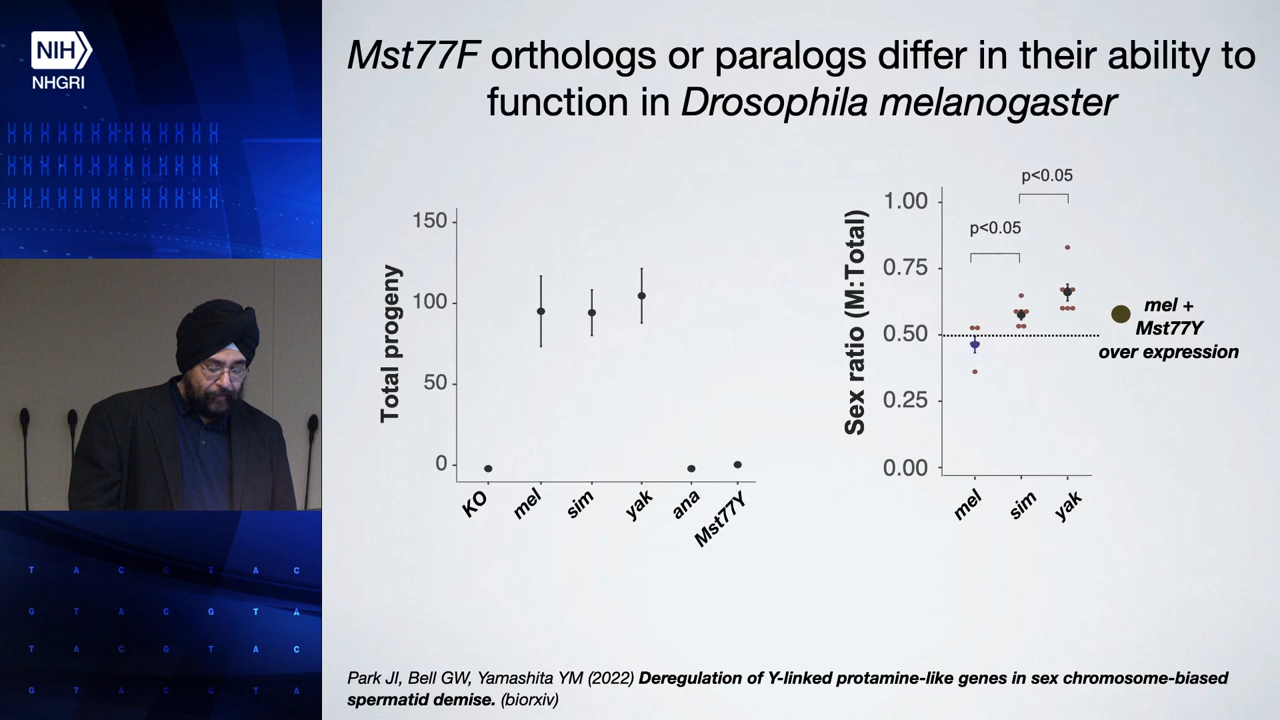 NIH
NHGRI
Mst77F orthologs or paralogs differ in their ability to
function in Drosophila melanogaster
Total progeny
150
100
50
0
KO
mel
sim
yak
ana
Mst77Y
Sex ratio (M:Total)
1.00
0.75
0.50
0.25
0.00
p<0.05
p<0.05
mel
sim
yak
mel +
Mst77Y
over expression
T A C G T A C
G T A C G T A
T A C G T A C
G T A C G T A
Park JI, Bell GW, Yamashita YM (2022) Deregulation of Y-linked protamine-like genes in sex chromosome-biased
spermatid demise. (biorxiv)